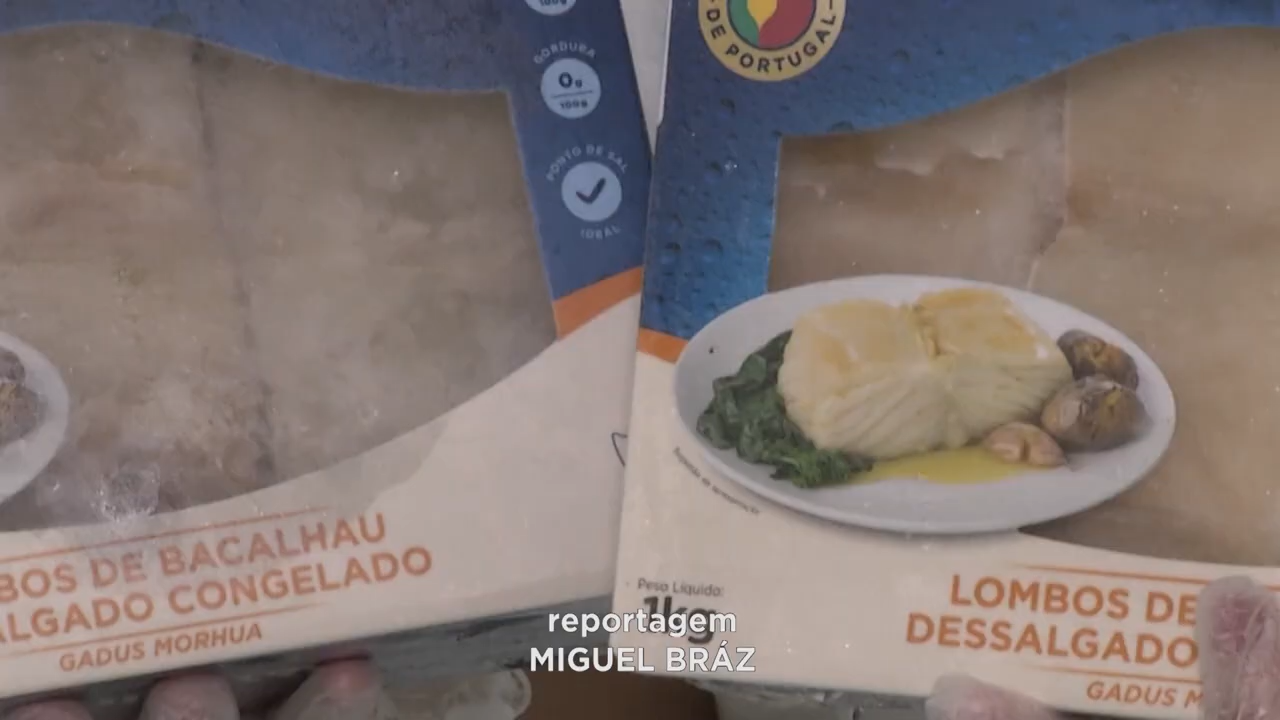 100g
GORDURA
0g
100g
PONTO DE SAL
IDEAL
BOS DE BACALHAU
ALGADO CONGELADO
GADUS MORHUA
DE PORTUGAL
Peso Líquido:
1kg
LOMBOS DE
DESSALGADO
GADUS M
reportagem
MIGUEL BRÁZ